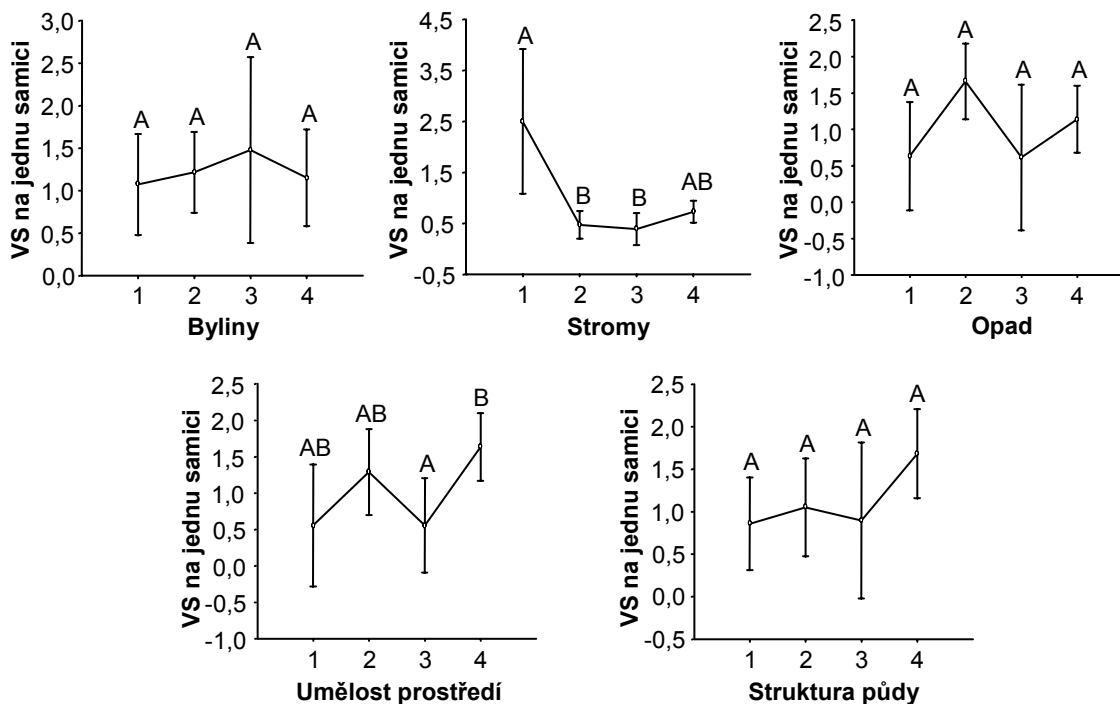 VS na jednu samici
3,0
2,5
2,0
1,5
1,0
0,5
0,0
A
A
A
A
1 2 3 4
Byliny
VS na jednu samici
4,5
3,5
2,5
1,5
0,5
-0,5
A
B
B
AB
1 2 3 4
Stromy
VS na jednu samici
2,5
2,0
1,5
1,0
0,5
0,0
-0,5
-1,0
A
A
A
A
1 2 3 4
Opad
VS na jednu samici
2,5
2,0
1,5
1,0
0,5
0,0
-0,5
-1,0
AB
AB
A
B
1 2 3 4
Umělost prostředí
VS na jednu samici
2,5
2,0
1,5
1,0
0,5
0,0
-0,5
A
A
A
A
1 2 3 4
Struktura půdy